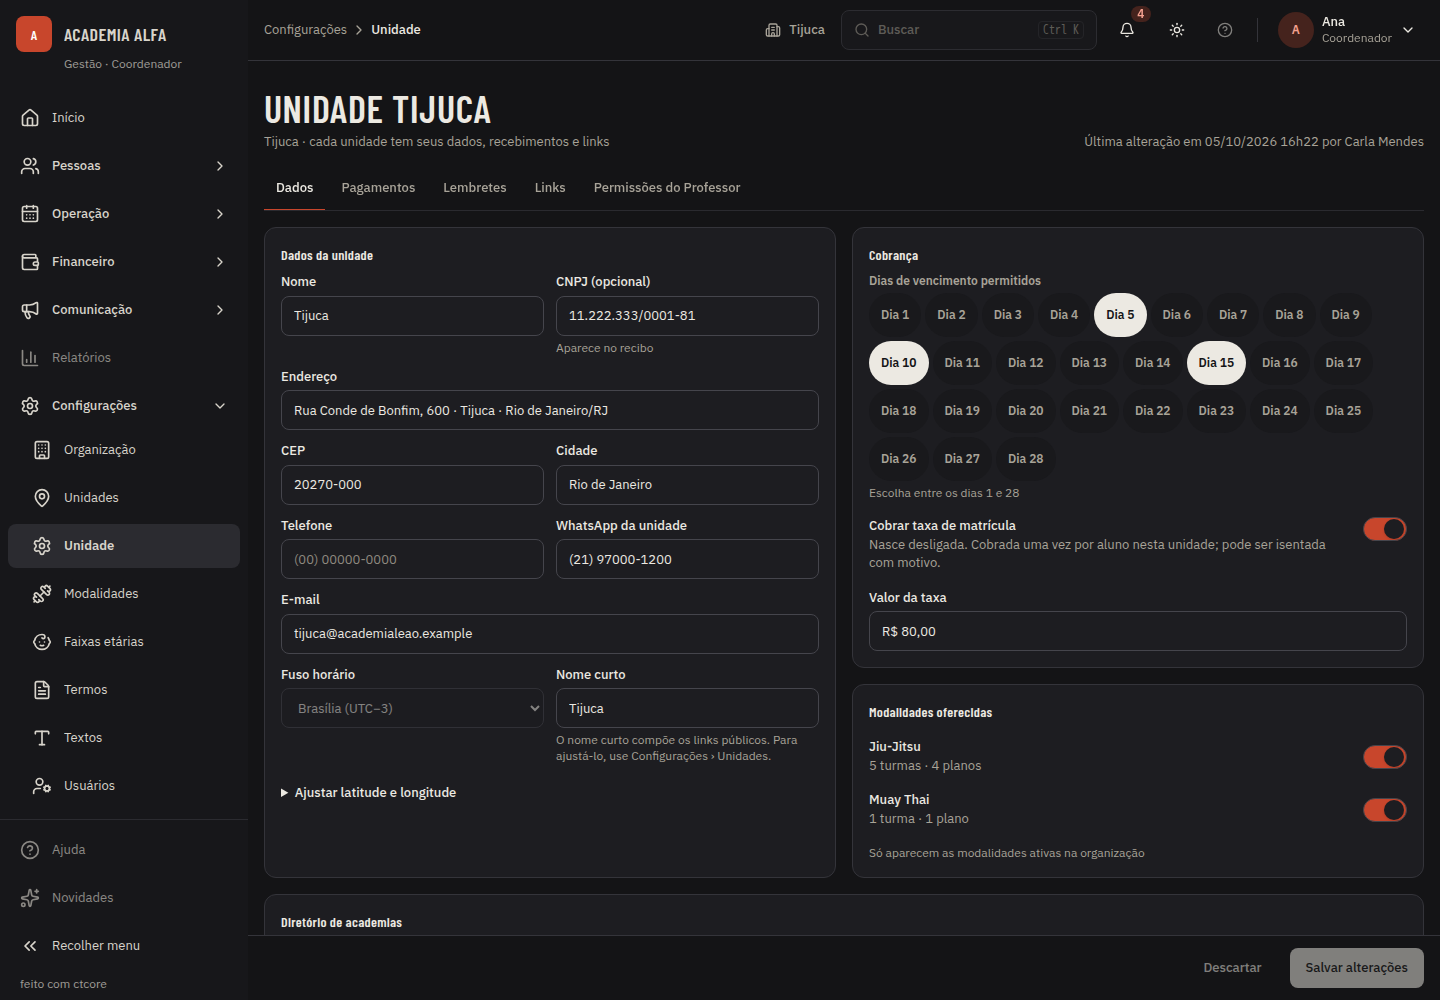 A
ACADEMIA ALFA
Gestão · Coordenador
Início
Pessoas
Operação
Financeiro
Comunicação
Relatórios
Configurações
Organização
Unidades
Unidade
Modalidades
Faixas etárias
Termos
Textos
Usuários
Ajuda
Novidades
Recolher menu
feito com ctcore
Configurações
Unidade
Tijuca
Buscar
Ctrl K
4
A
Ana
Coordenador
UNIDADE TIJUCA
Tijuca · cada unidade tem seus dados, recebimentos e links
Última alteração em 05/10/2026 16h22 por Carla Mendes
Dados Pagamentos Lembretes Links Permissões do Professor
Dados da unidade
Nome
Tijuca
CNPJ (opcional)
11.222.333/0001-81
Aparece no recibo
Endereço
Rua Conde de Bonfim, 600 · Tijuca · Rio de Janeiro/RJ
CEP
20270-000
Cidade
Rio de Janeiro
Telefone
(00) 00000-0000
WhatsApp da unidade
(21) 97000-1200
E-mail
tijuca@academialeao.example
Fuso horário
Brasília (UTC−3)
Nome curto
Tijuca
O nome curto compõe os links públicos. Para
ajustá-lo, use Configurações › Unidades.
Ajustar latitude e longitude
Cobrança
Dias de vencimento permitidos
Dia 1 Dia 2 Dia 3 Dia 4 Dia 5 Dia 6 Dia 7 Dia 8 Dia 9
Dia 10 Dia 11 Dia 12 Dia 13 Dia 14 Dia 15 Dia 16 Dia 17
Dia 18 Dia 19 Dia 20 Dia 21 Dia 22 Dia 23 Dia 24 Dia 25
Dia 26 Dia 27 Dia 28
Escolha entre os dias 1 e 28
Cobrar taxa de matrícula
Nasce desligada. Cobrada uma vez por aluno nesta unidade; pode ser isentada
com motivo.
Valor da taxa
R$ 80,00
Modalidades oferecidas
Jiu-Jitsu
5 turmas · 4 planos
Muay Thai
1 turma · 1 plano
Só aparecem as modalidades ativas na organização
Diretório de academias
Descartar
Salvar alterações